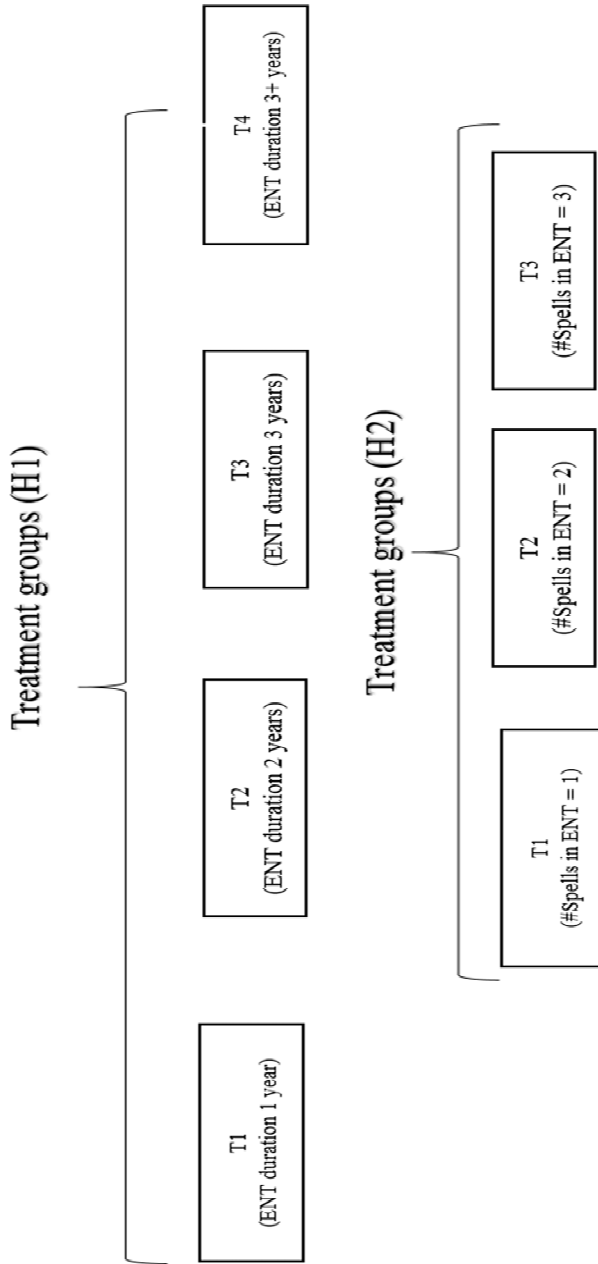 Treatment groups (H1)
T1
(ENT duration 1 year)
T2
(ENT duration 2 years)
T3
(ENT duration 3 years)
T4
(ENT duration 3+ years)
Treatment groups (H2)
T1
(#Spells in ENT = 1)
T2
(#Spells in ENT = 2)
T3
(#Spells in ENT = 3)